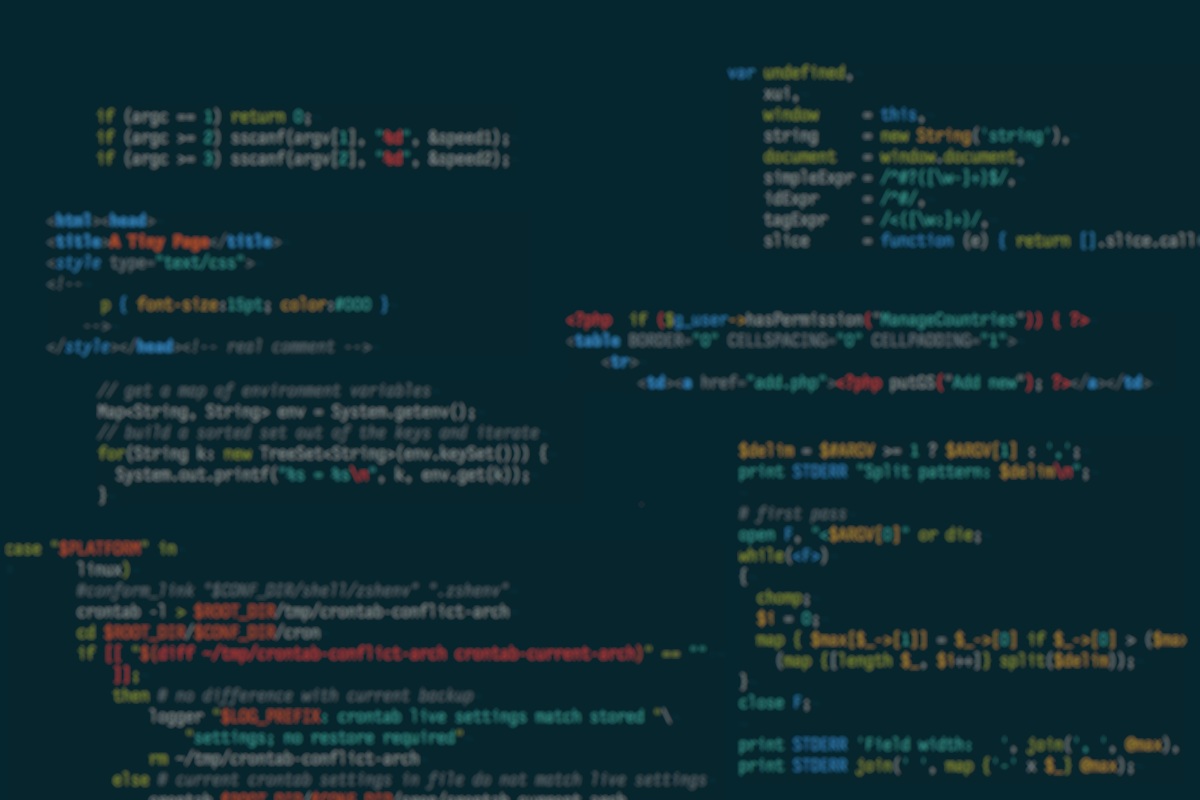 if (argc == 1) return 0;
if (argc >= 2) sscanf(argv[1], "%d", &speed1);
if (argc >= 3) sscanf(argv[2], "%d", &speed2);
<html><head>
<title>A Tiny Page</title>
<style type="text/css">
<!--
p { font-size:15pt; color:#000 }
-->
</style></head><!-- real comment -->
// get a map of environment variables
Map<String, String> env = System.getenv();
// build a sorted set out of the keys and iterate
for(String k: new TreeSet<String>(env.keySet())) {
System.out.printf("%s = %s\n", k, env.get(k));
}
case "$PLATFORM" in
linux)
#conform_link "$CONF_DIR/shell/zshenv" ".zshenv"
crontab -l > $ROOT_DIR/tmp/crontab-conflict-arch
cd $ROOT_DIR/$CONF_DIR/cron
if [[ "$(diff ~/tmp/crontab-conflict-arch crontab-current-arch)" == ""
]];
then # no difference with current backup
logger "$LOG_PREFIX: crontab live settings match stored "\
"settings; no restore required"
rm ~/tmp/crontab-conflict-arch
else # current crontab settings in file do not match live settings
var undefined,
xui,
window = this,
string = new String('string'),
document = window.document,
simpleExpr = /^#?([\w-]+)$/,
idExpr = /^#/,
tagExpr = /<([\w:]+)/,
slice = function (e) { return [].slice.call(
<?php if ($g_user->hasPermission("ManageCountries")) { ?>
<table BORDER="0" CELLSPACING="0" CELLPADDING="1">
<tr>
<td><a href="add.php"><?php putGS("Add new"); ?></a></td>
$delim = $#ARGV >= 1 ? $ARGV[1] : ',';
print STDERR "Split pattern: $delim\n";
# first pass
open F, "<$ARGV[0]" or die;
while(<F>)
{
chomp;
$i = 0;
map { $max[$_->[1]] = $_->[0] if $_->[0] > ($max
(map {[length $_, $i++]} split($delim));
}
close F;
print STDERR 'Field width: ', join(', ', @max),
print STDERR join(' ', map {'-' x $_} @max);